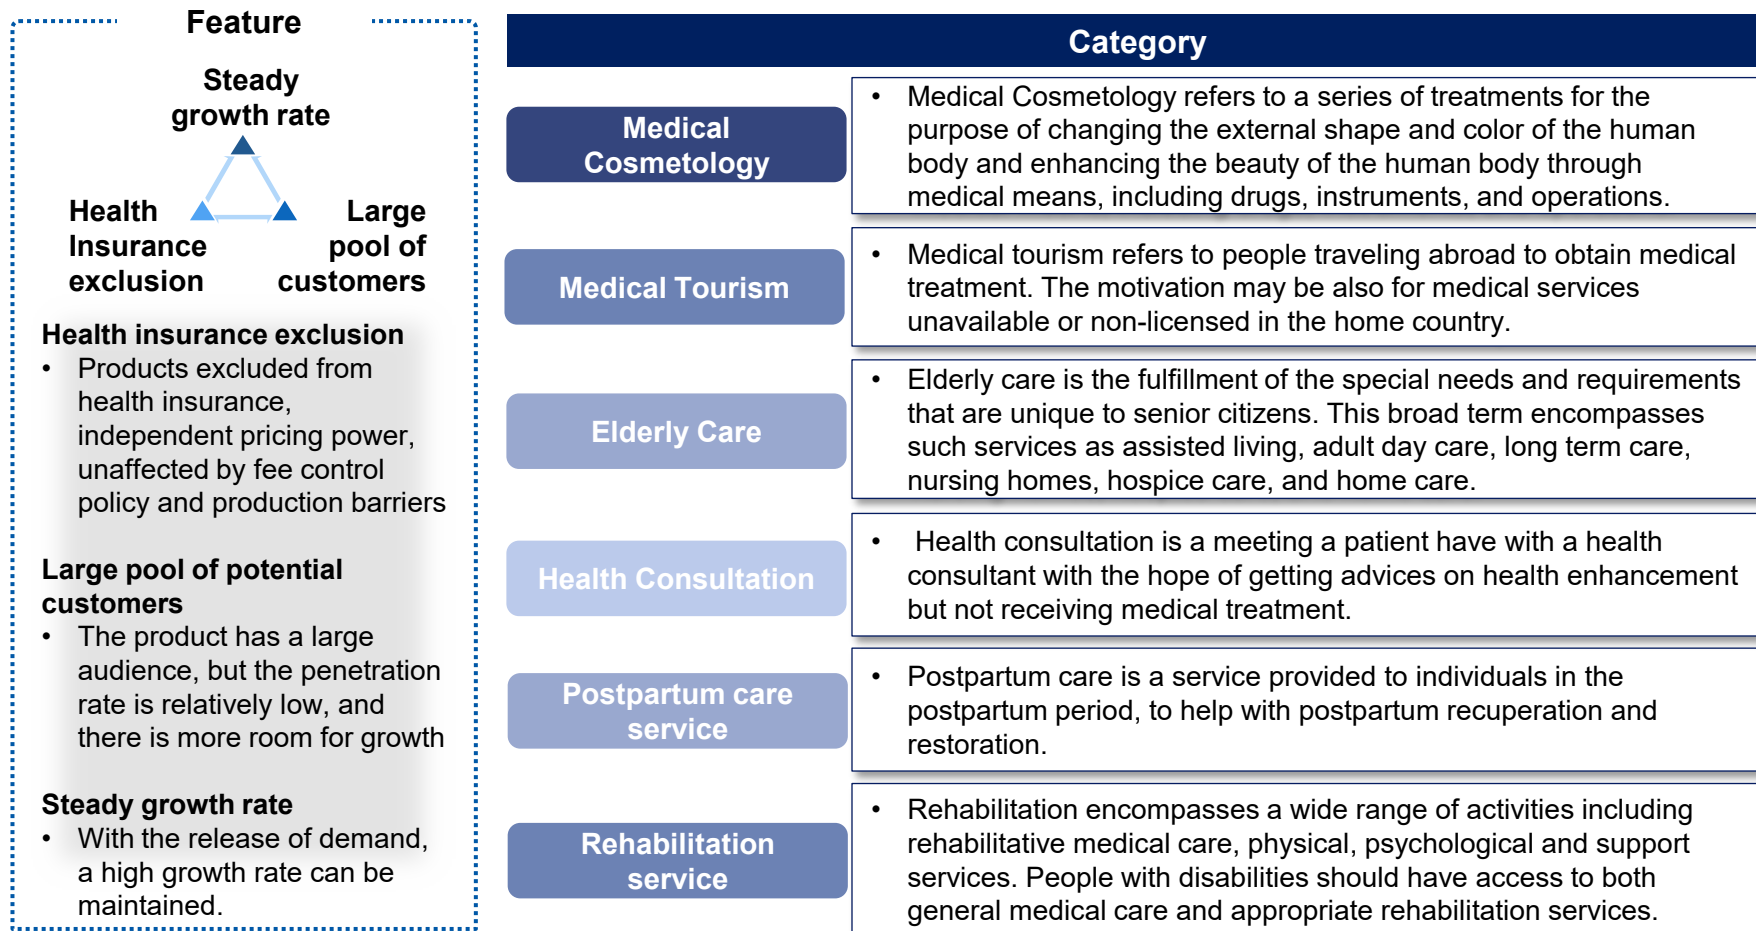 Feature
Steady
growth rate
Health
Insurance
exclusion
Large
pool of
customers
Health insurance exclusion
• Products excluded from
health insurance,
independent pricing power,
unaffected by fee control
policy and production barriers
Large pool of potential
customers
• The product has a large
audience, but the penetration
rate is relatively low, and
there is more room for growth
Steady growth rate
• With the release of demand,
a high growth rate can be
maintained.
Category
Medical
Cosmetology
• Medical Cosmetology refers to a series of treatments for the
purpose of changing the external shape and color of the human
body and enhancing the beauty of the human body through
medical means, including drugs, instruments, and operations.
Medical Tourism
• Medical tourism refers to people traveling abroad to obtain medical
treatment. The motivation may be also for medical services
unavailable or non-licensed in the home country.
Elderly Care
• Elderly care is the fulfillment of the special needs and requirements
that are unique to senior citizens. This broad term encompasses
such services as assisted living, adult day care, long term care,
nursing homes, hospice care, and home care.
Health Consultation
• Health consultation is a meeting a patient have with a health
consultant with the hope of getting advices on health enhancement
but not receiving medical treatment.
Postpartum care
service
• Postpartum care is a service provided to individuals in the
postpartum period, to help with postpartum recuperation and
restoration.
Rehabilitation
service
• Rehabilitation encompasses a wide range of activities including
rehabilitative medical care, physical, psychological and support
services. People with disabilities should have access to both
general medical care and appropriate rehabilitation services.